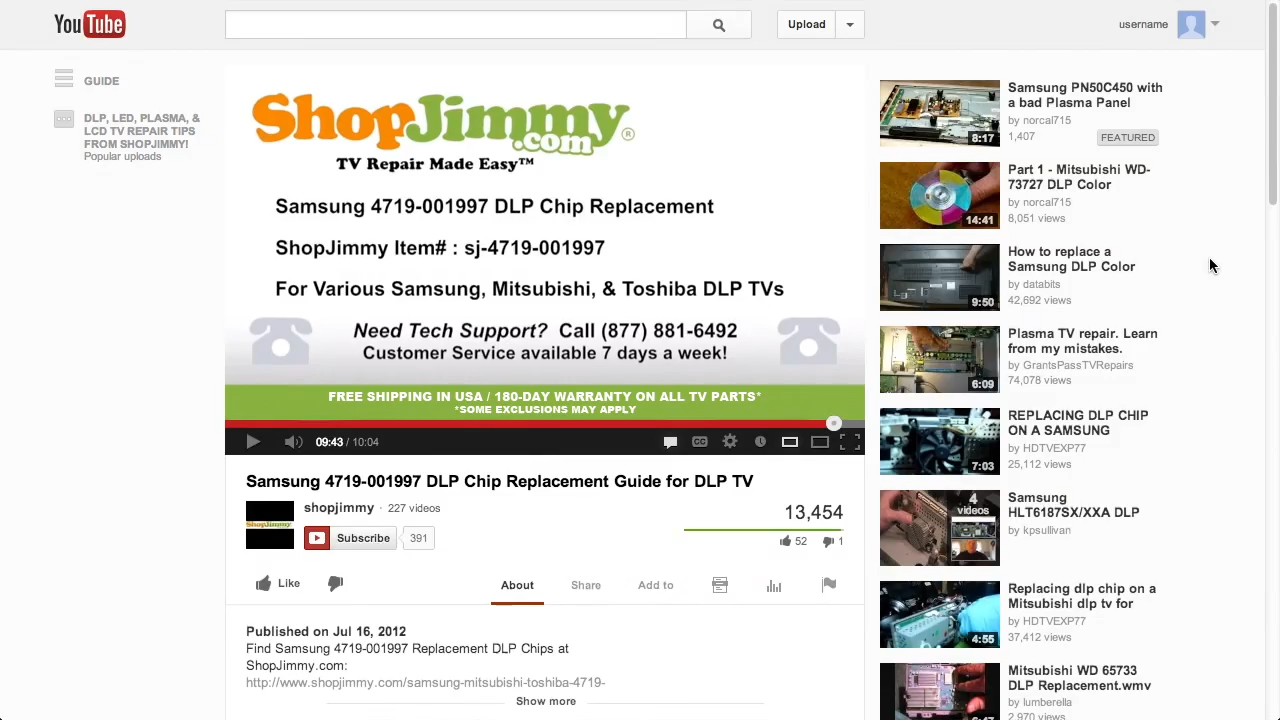 YouTube
Upload
username
GUIDE
DLP, LED, PLASMA, &
LCD TV REPAIR TIPS
FROM SHOPJIMMY!
Popular uploads
ShopJimmy
.com®
TV Repair Made Easy™
Samsung 4719-001997 DLP Chip Replacement
ShopJimmy Item# : sj-4719-001997
For Various Samsung, Mitsubishi, & Toshiba DLP TVs
Need Tech Support? Call (877) 881-6492
Customer Service available 7 days a week!
FREE SHIPPING IN USA / 180-DAY WARRANTY ON ALL TV PARTS*
*SOME EXCLUSIONS MAY APPLY
09:43 / 10:04
CC
Samsung 4719-001997 DLP Chip Replacement Guide for DLP TV
ShopJimmy
shopjimmy · 227 videos
Subscribe 391
13,454
52 1
Like
About Share Add to
Published on Jul 16, 2012
Find Samsung 4719-001997 Replacement DLP Chips at
ShopJimmy.com:
http://www.shopjimmy.com/samsung-mitsubishi-toshiba-4719-
Show more
8:17
Samsung PN50C450 with
a bad Plasma Panel
by norcal715
1,407 FEATURED
14:41
Part 1 - Mitsubishi WD-
73727 DLP Color
by norcal715
8,051 views
9:50
How to replace a
Samsung DLP Color
by databits
42,692 views
6:09
Plasma TV repair. Learn
from my mistakes.
by GrantsPassTVRepairs
74,078 views
7:03
REPLACING DLP CHIP
ON A SAMSUNG
by HDTVEXP77
25,112 views
4
videos
Samsung
HLT6187SX/XXA DLP
by kpsullivan
4:55
Replacing dlp chip on a
Mitsubishi dlp tv for
by HDTVEXP77
37,412 views
Mitsubishi WD 65733
DLP Replacement.wmv
by lumberella
2,970 views